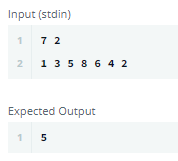 Input (stdin)
1 7 2
2 1 3 5 8 6 4 2
Expected Output
1 5